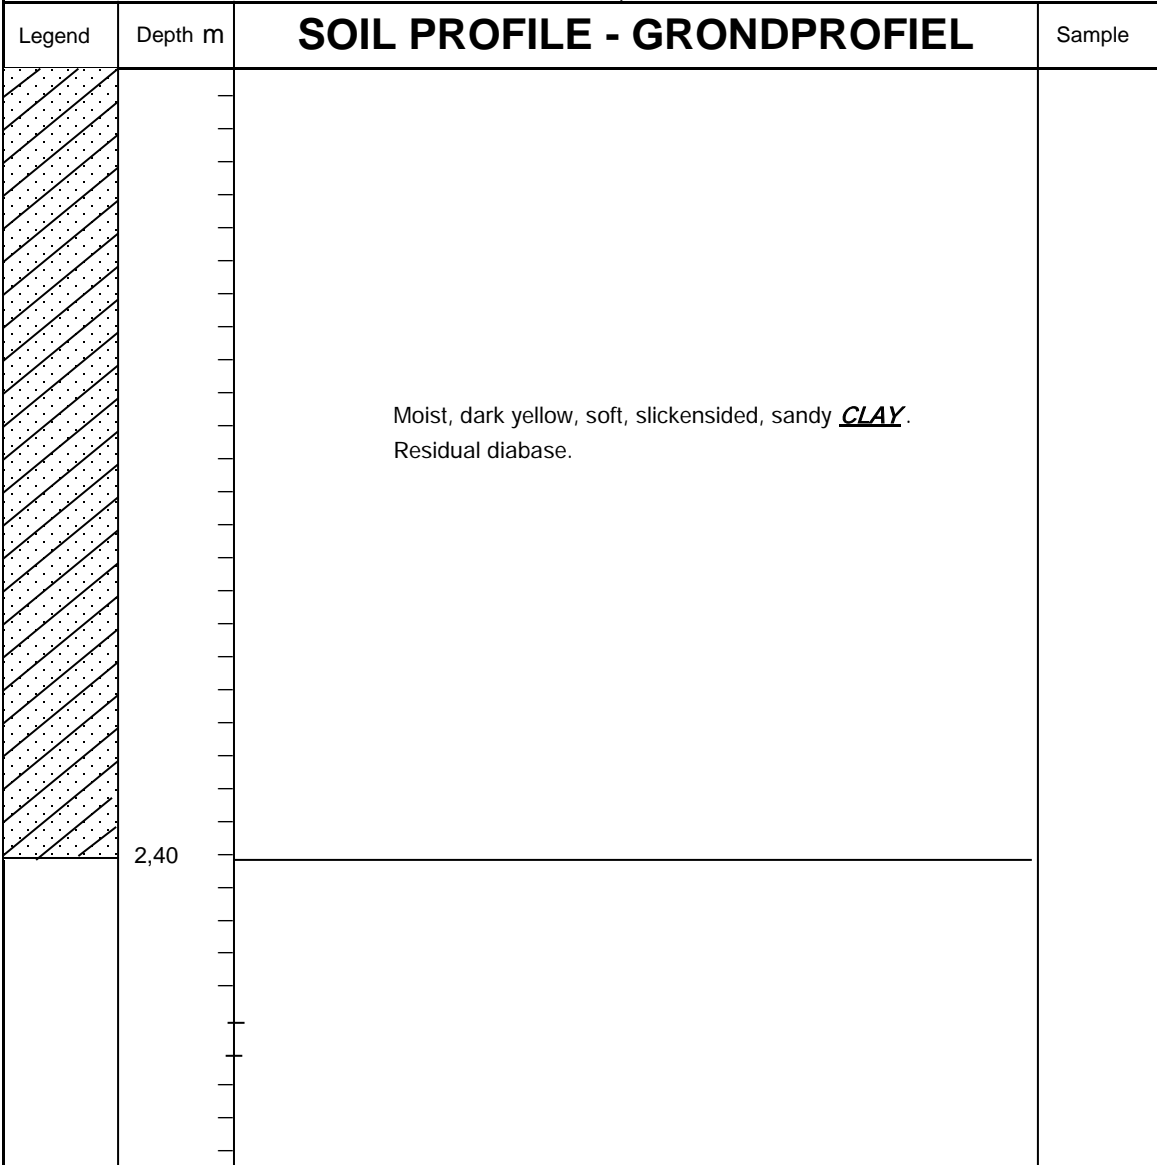 Legend Depth m SOIL PROFILE - GRONDPROFIEL Sample
Moist, dark yellow, soft, slickensided, sandy CLAY.
Residual diabase.
2,40